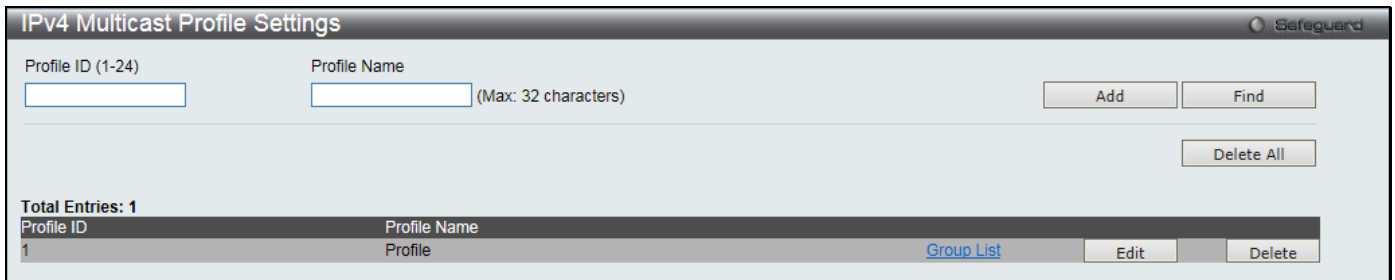 IPv4 Multicast Profile Settings Safeguard
Profile ID (1-24) Profile Name
(Max: 32 characters) Add Find
Delete All
Total Entries: 1
Profile ID Profile Name
1 Profile Group List Edit Delete